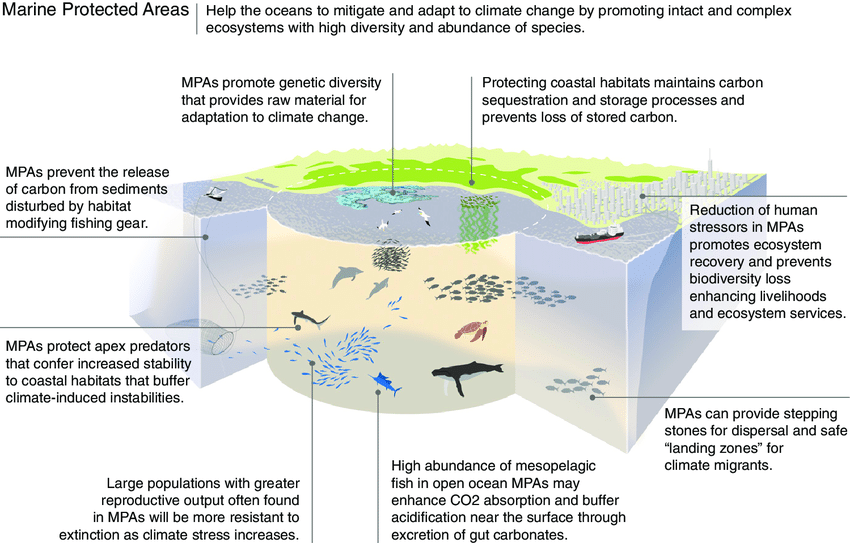 Marine Protected Areas
Help the oceans to mitigate and adapt to climate change by promoting intact and complex
ecosystems with high diversity and abundance of species.
MPAs promote genetic diversity
that provides raw material for
adaptation to climate change.
Protecting coastal habitats maintains carbon
sequestration and storage processes and
prevents loss of stored carbon.
MPAs prevent the release
of carbon from sediments
disturbed by habitat
modifying fishing gear.
Reduction of human
stressors in MPAs
promotes ecosystem
recovery and prevents
biodiversity loss
enhancing livelihoods
and ecosystem services.
MPAs protect apex predators
that confer increased stability
to coastal habitats that buffer
climate-induced instabilities.
MPAs can provide stepping
stones for dispersal and safe
“landing zones” for
climate migrants.
Large populations with greater
reproductive output often found
in MPAs will be more resistant to
extinction as climate stress increases.
High abundance of mesopelagic
fish in open ocean MPAs may
enhance CO2 absorption and buffer
acidification near the surface through
excretion of gut carbonates.